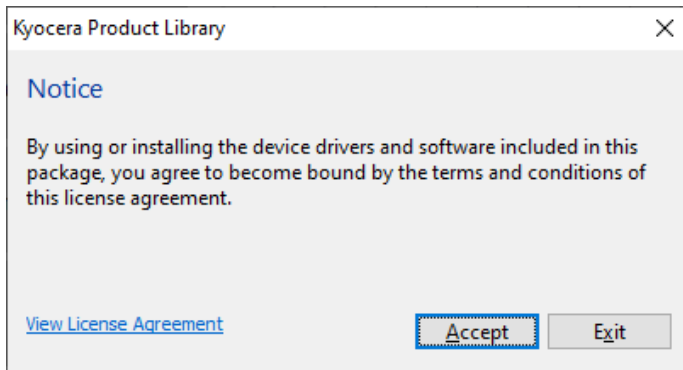 Kyocera Product Library
Notice
By using or installing the device drivers and software included in this
package, you agree to become bound by the terms and conditions of
this license agreement.
View License Agreement
Accept
Exit